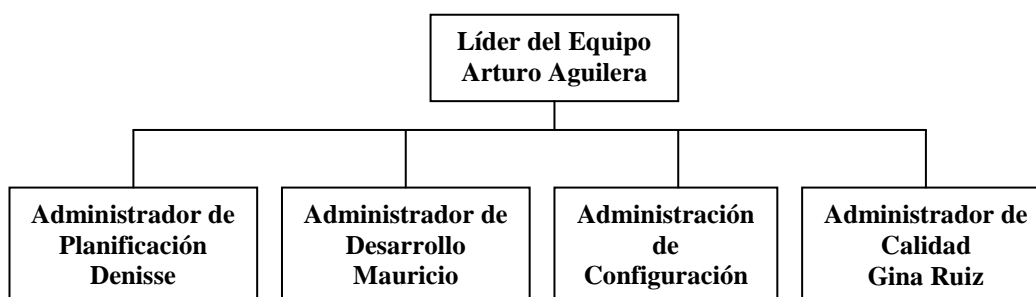 Líder del Equipo
Arturo Aguilera
Administrador de
Planificación
Denisse
Administrador de
Desarrollo
Mauricio
Administración
de
Configuración
Administrador de
Calidad
Gina Ruiz